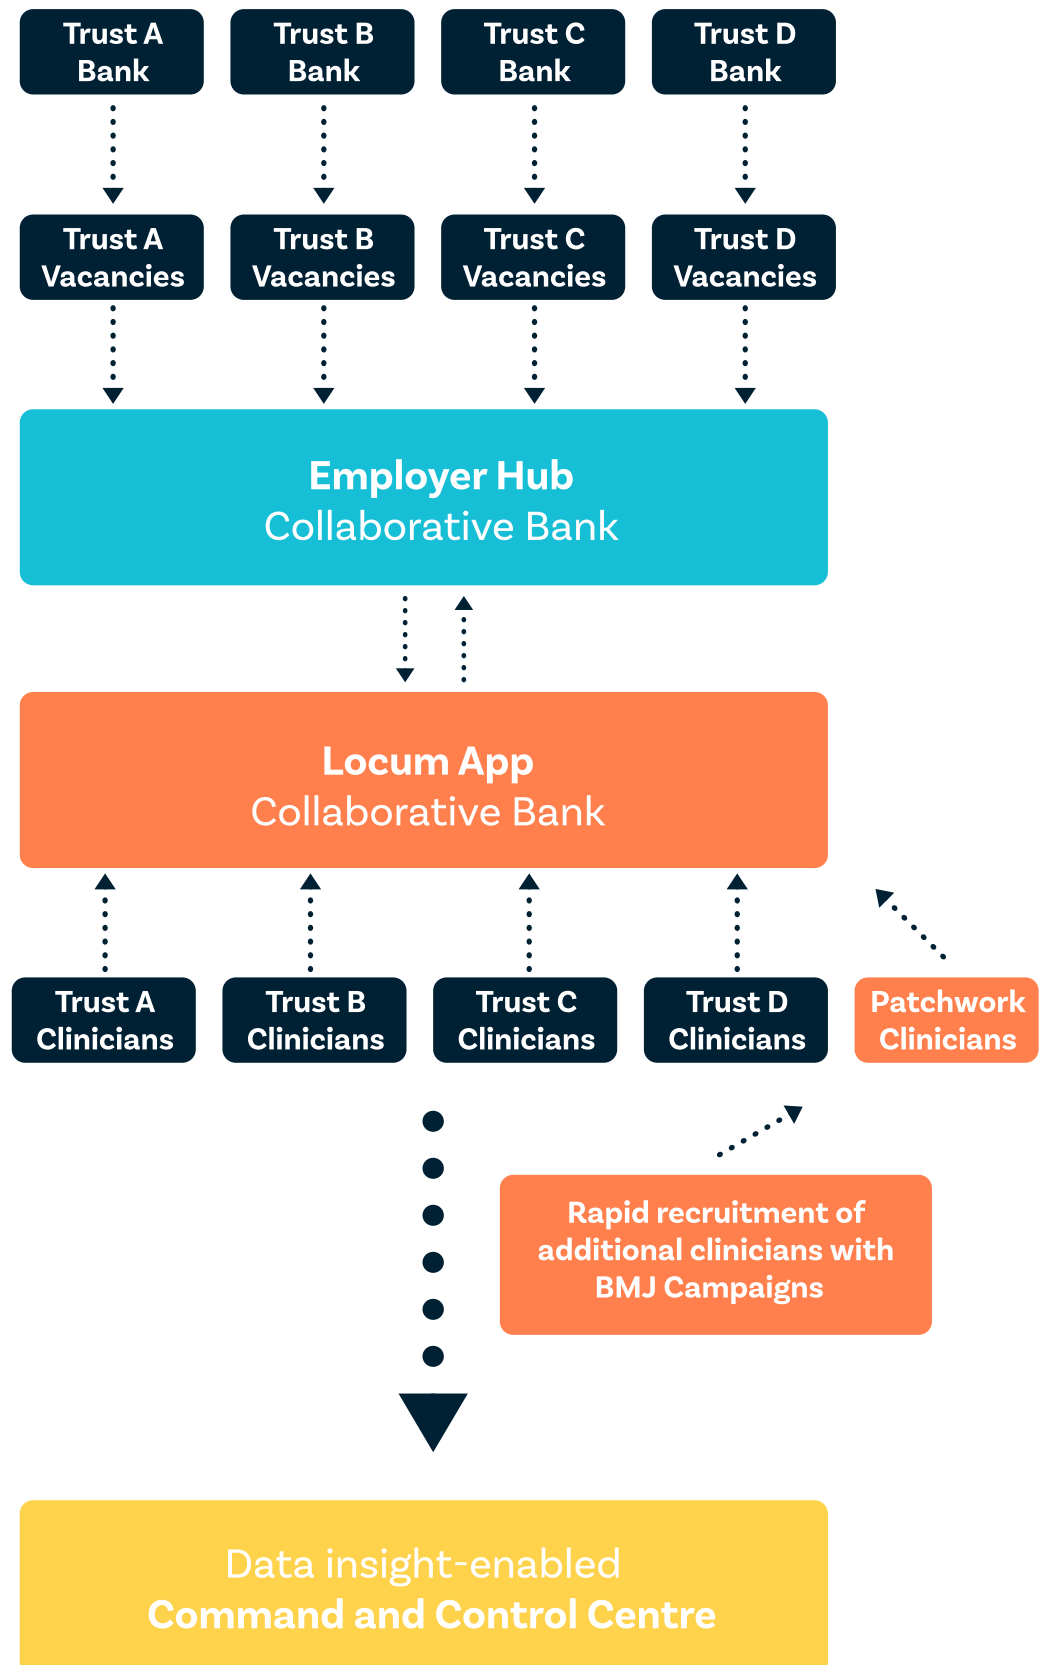 Trust A
Bank
Trust B
Bank
Trust C
Bank
Trust D
Bank
Trust A
Vacancies
Trust B
Vacancies
Trust C
Vacancies
Trust D
Vacancies
Employer Hub
Collaborative Bank
Locum App
Collaborative Bank
Trust A
Clinicians
Trust B
Clinicians
Trust C
Clinicians
Trust D
Clinicians
Patchwork
Clinicians
Rapid recruitment of
additional clinicians with
BMJ Campaigns
Data insight-enabled
Command and Control Centre